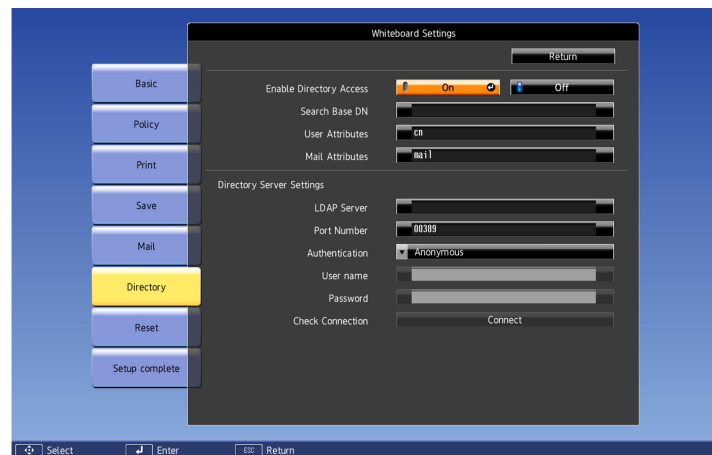 Whiteboard Settings
Return
Basic
Policy
Print
Save
Mail
Directory
Reset
Setup complete
Enable Directory Access On Off
Search Base DN
User Attributes cn
Mail Attributes mail
Directory Server Settings
LDAP Server
Port Number 00389
Authentication Anonymous
User name
Password
Check Connection Connect
Select Enter ESC Return